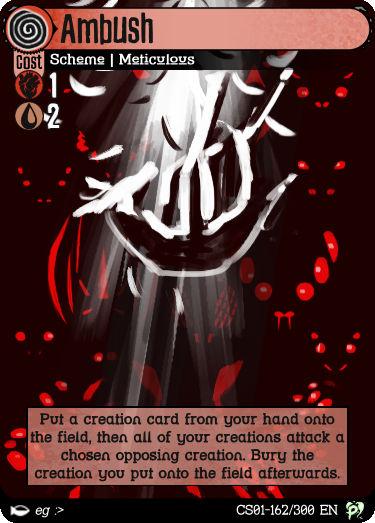 Ambush
COST
Scheme | Meticulous
1
2
Put a creation card from your hand onto
the field, then all of your creations attack a
chosen opposing creation. Bury the
creation you put onto the field afterwards.
eg :>
CS01-162/300 EN